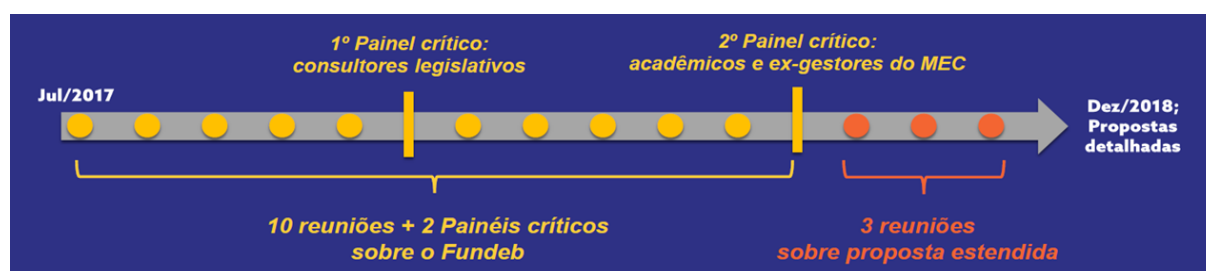 1º Painel crítico:
consultores legislativos
2º Painel crítico:
acadêmicos e ex-gestores do MEC
Jul/2017
Dez/2018;
Propostas
detalhadas
10 reuniões + 2 Painéis críticos
sobre o Fundeb
3 reuniões
sobre proposta estendida